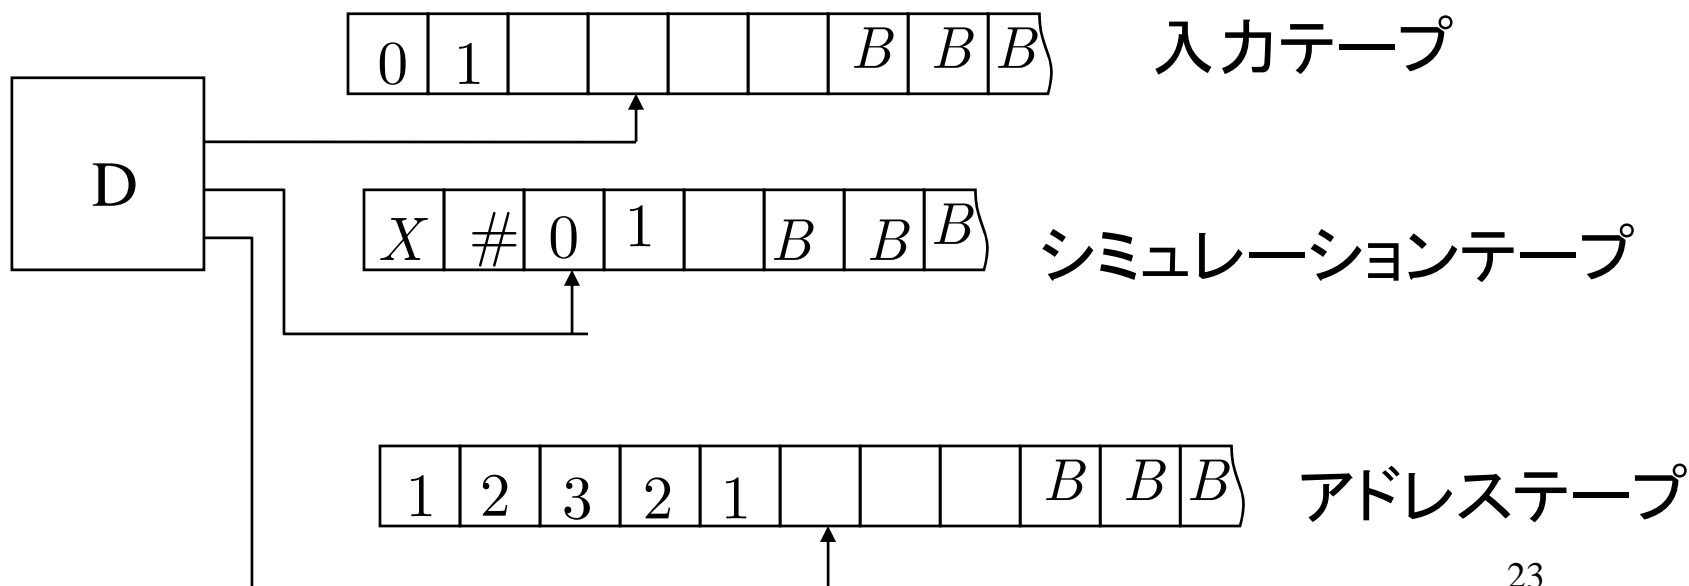 0 1 B B B 入力テープ
D
X # 0 1 B B B シミュレーションテープ
1 2 3 2 1 B B B アドレステープ
23